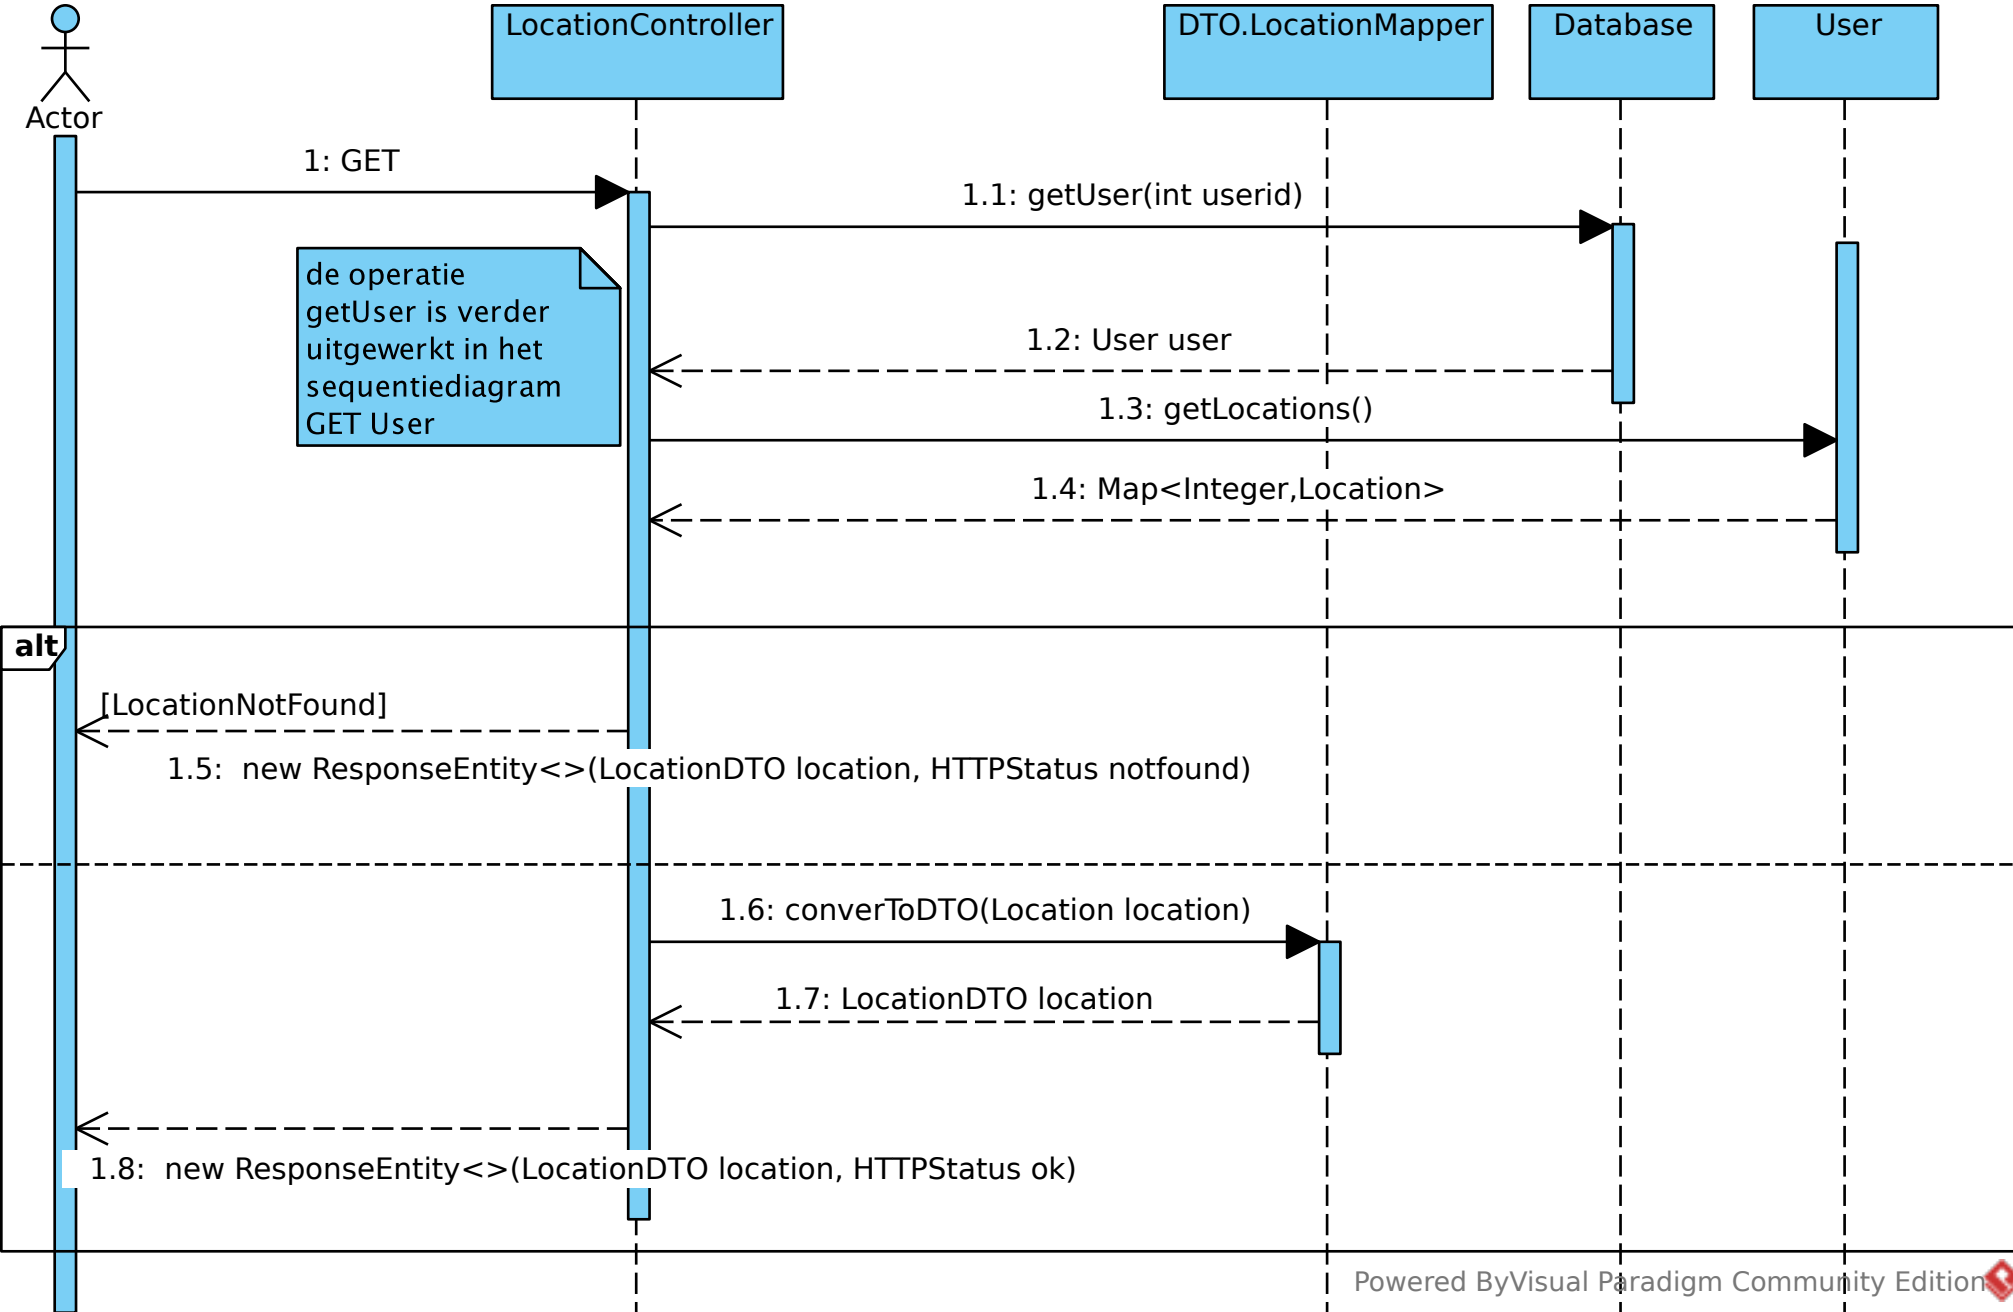 Actor
LocationController
DTO.LocationMapper
Database
User
1: GET
1.1: getUser(int userid)
de operatie
getUser is verder
uitgewerkt in het
sequentiediagram
GET User
1.2: User user
1.3: getLocations()
1.4: Map<Integer,Location>
alt
[LocationNotFound]
1.5:  new ResponseEntity<>(LocationDTO location, HTTPStatus notfound)
1.6: converToDTO(Location location)
1.7: LocationDTO location
1.8:  new ResponseEntity<>(LocationDTO location, HTTPStatus ok)
Powered ByVisual Paradigm Community Edition